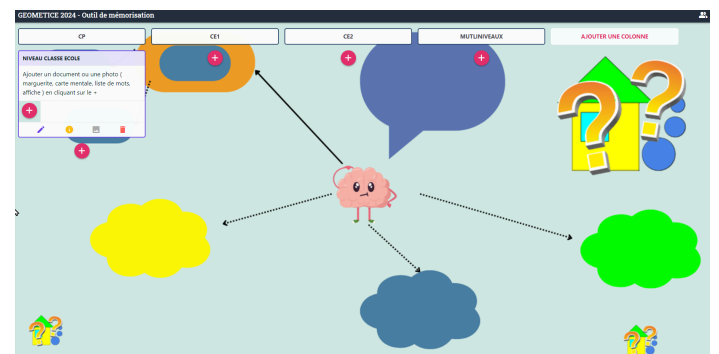 GEOMETICE 2024 - Outil de mémorisation
CP
CE1
CE2
MUTLINIVEAUX
AJOUTER UNE COLONNE
NIVEAU CLASSE ECOLE
Ajouter un document ou une photo (
marguerite, carte mentale, liste de mots,
affiche ) en cliquant sur le +